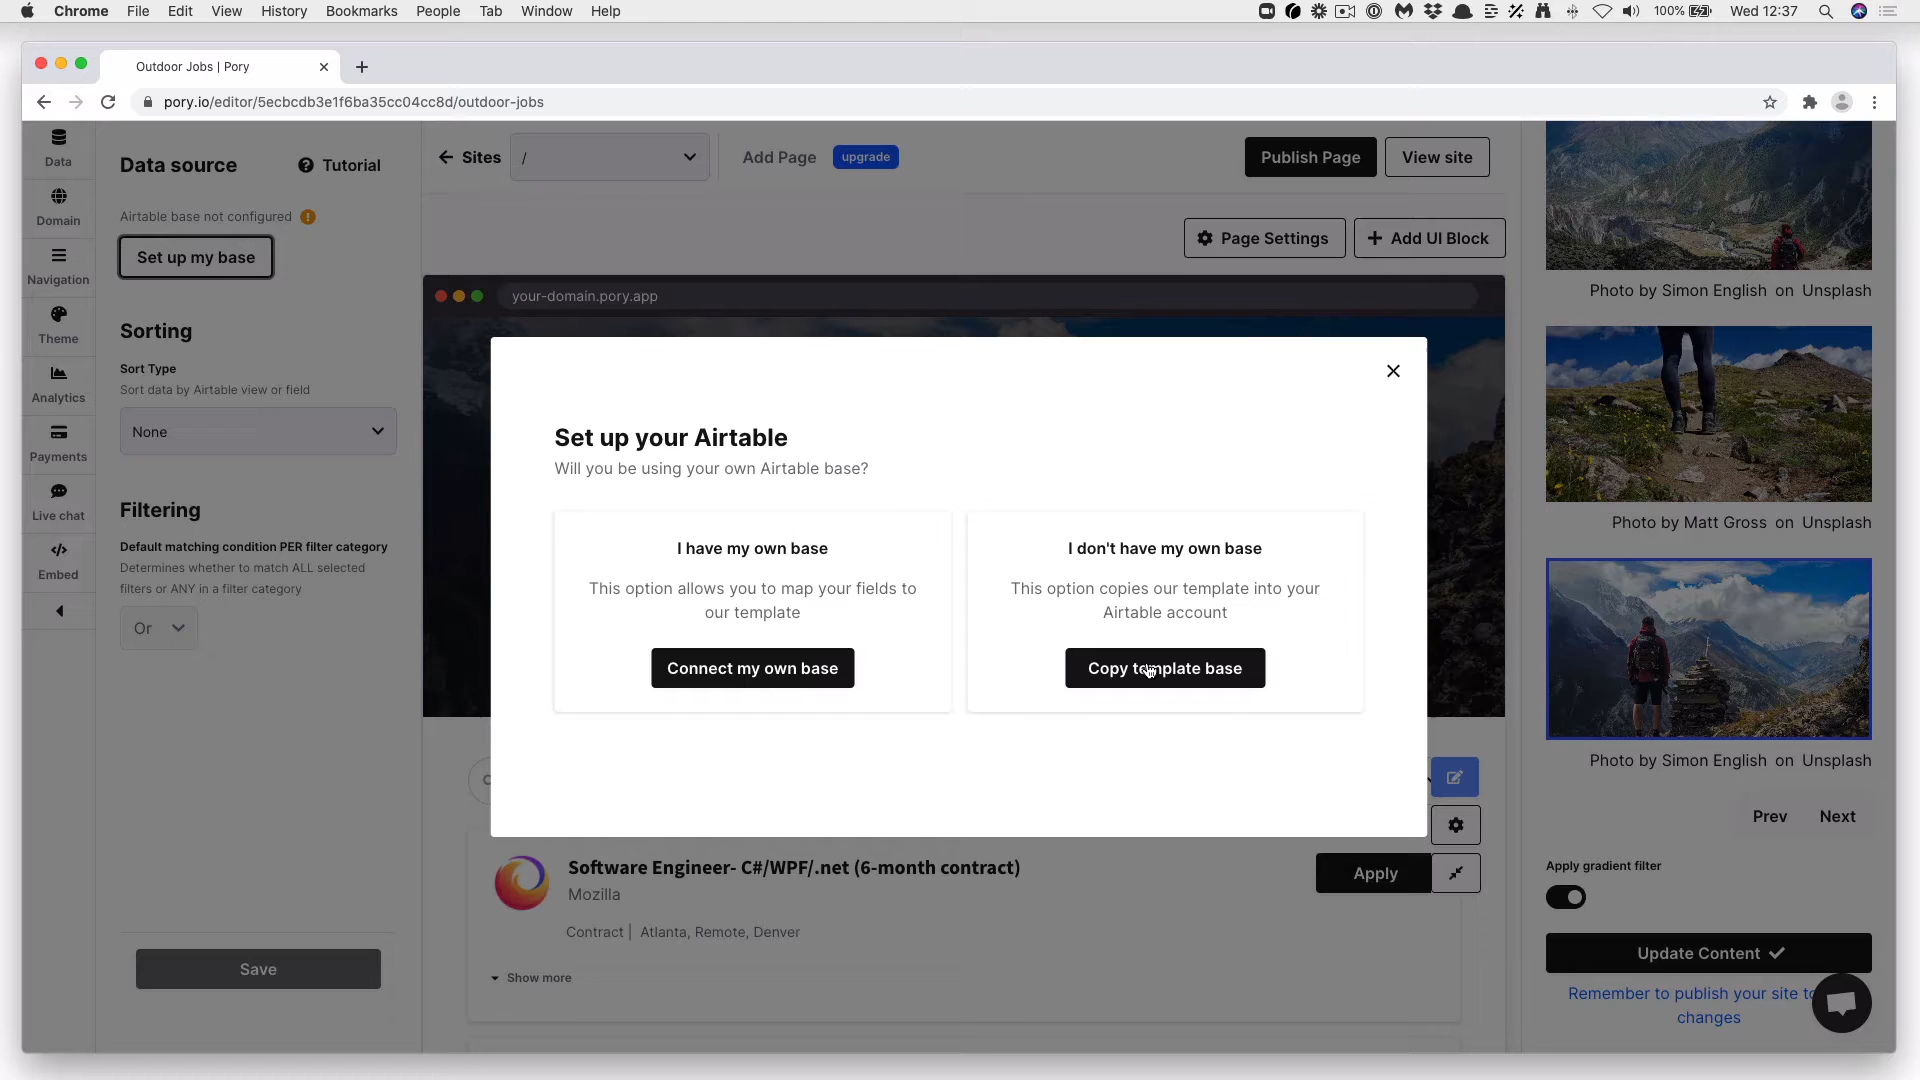 Chrome File Edit View History Bookmarks People Tab Window Help
100% Wed 12:37
Outdoor Jobs | Pory
pory.io/editor/5ecbcdb3e1f6ba35cc04cc8d/outdoor-jobs
Data
Domain
Navigation
Theme
Analytics
Payments
Live chat
Embed
Data source Tutorial
Airtable base not configured
Set up my base
Sorting
Sort Type
Sort data by Airtable view or field
None
Filtering
Default matching condition PER filter category
Determines whether to match ALL selected
filters or ANY in a filter category
Or
Save
Sites / Add Page upgrade Publish Page View site
Page Settings Add UI Block
your-domain.pory.app
Set up your Airtable
Will you be using your own Airtable base?
I have my own base
This option allows you to map your fields to
our template
Connect my own base
I don't have my own base
This option copies our template into your
Airtable account
Copy template base
Software Engineer- C#/WPF/.net (6-month contract)
Mozilla
Contract | Atlanta, Remote, Denver
Show more
Apply
Photo by Simon English on Unsplash
Photo by Matt Gross on Unsplash
Photo by Simon English on Unsplash
Prev Next
Apply gradient filter
Update Content
Remember to publish your site to
changes